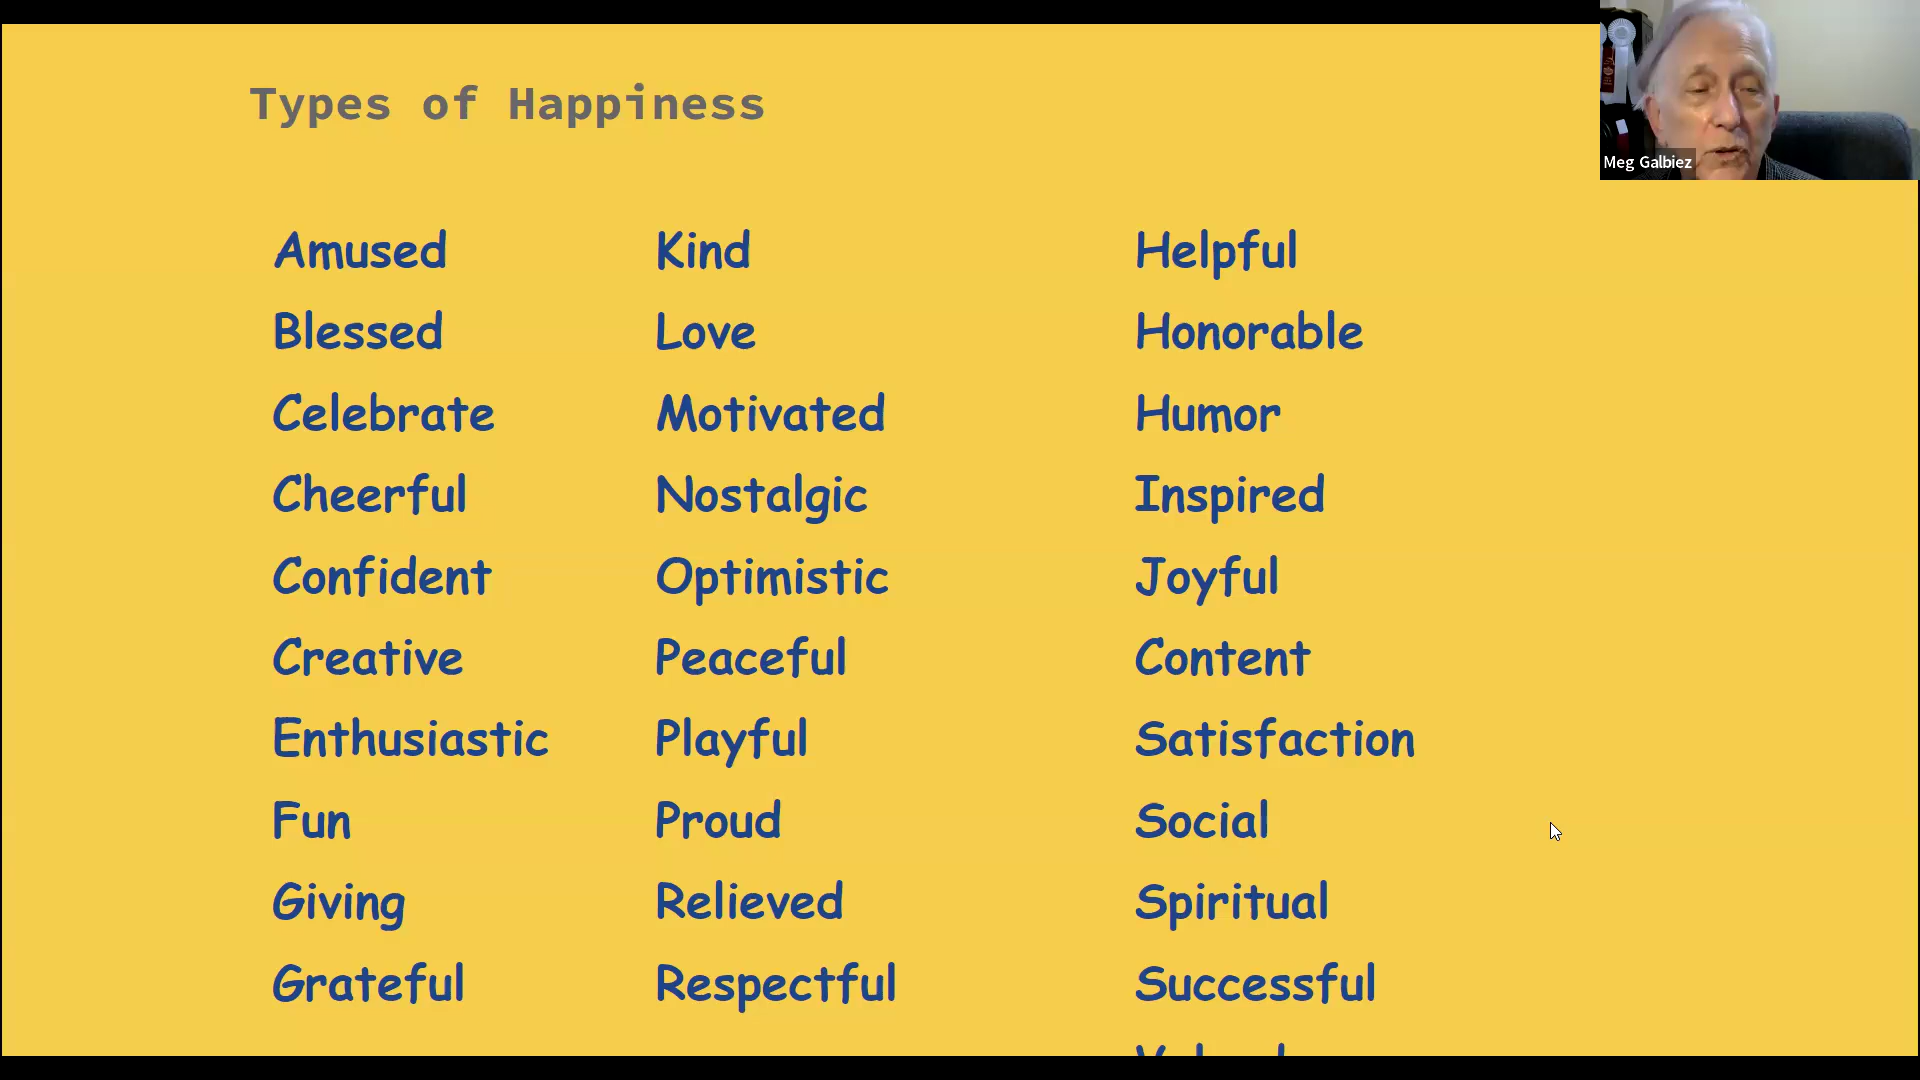 Types of Happiness
Meg Galbiez
Amused
Blessed
Celebrate
Cheerful
Confident
Creative
Enthusiastic
Fun
Giving
Grateful
Kind
Love
Motivated
Nostalgic
Optimistic
Peaceful
Playful
Proud
Relieved
Respectful
Helpful
Honorable
Humor
Inspired
Joyful
Content
Satisfaction
Social
Spiritual
Successful